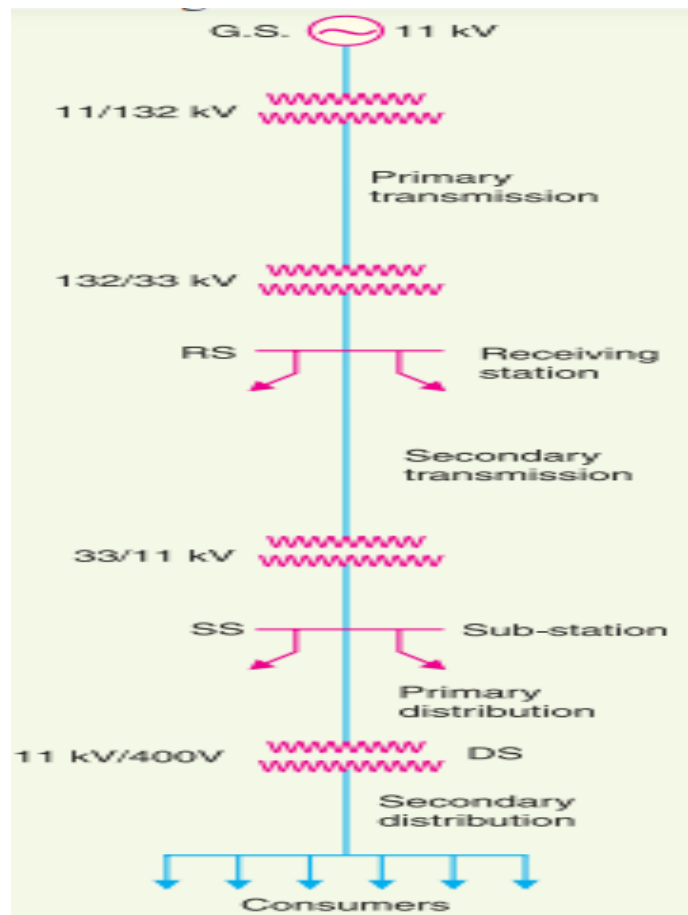 G.S. 11 kV
11/132 kV
Primary
transmission
132/33 kV
RS
Receiving
station
Secondary
transmission
33/11 kV
SS
Sub-station
Primary
distribution
11 kV/400V
DS
Secondary
distribution
Consumers